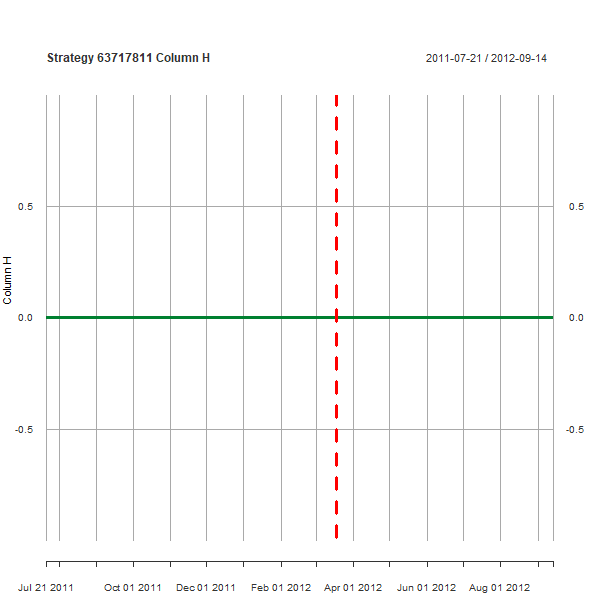 Strategy 63717811 Column H
2011-07-21 / 2012-09-14
0.5
0.5
Column H
0.0
0.0
-0.5
-0.5
Jul 21 2011
Oct 01 2011
Dec 01 2011
Feb 01 2012
Apr 01 2012
Jun 01 2012
Aug 01 2012